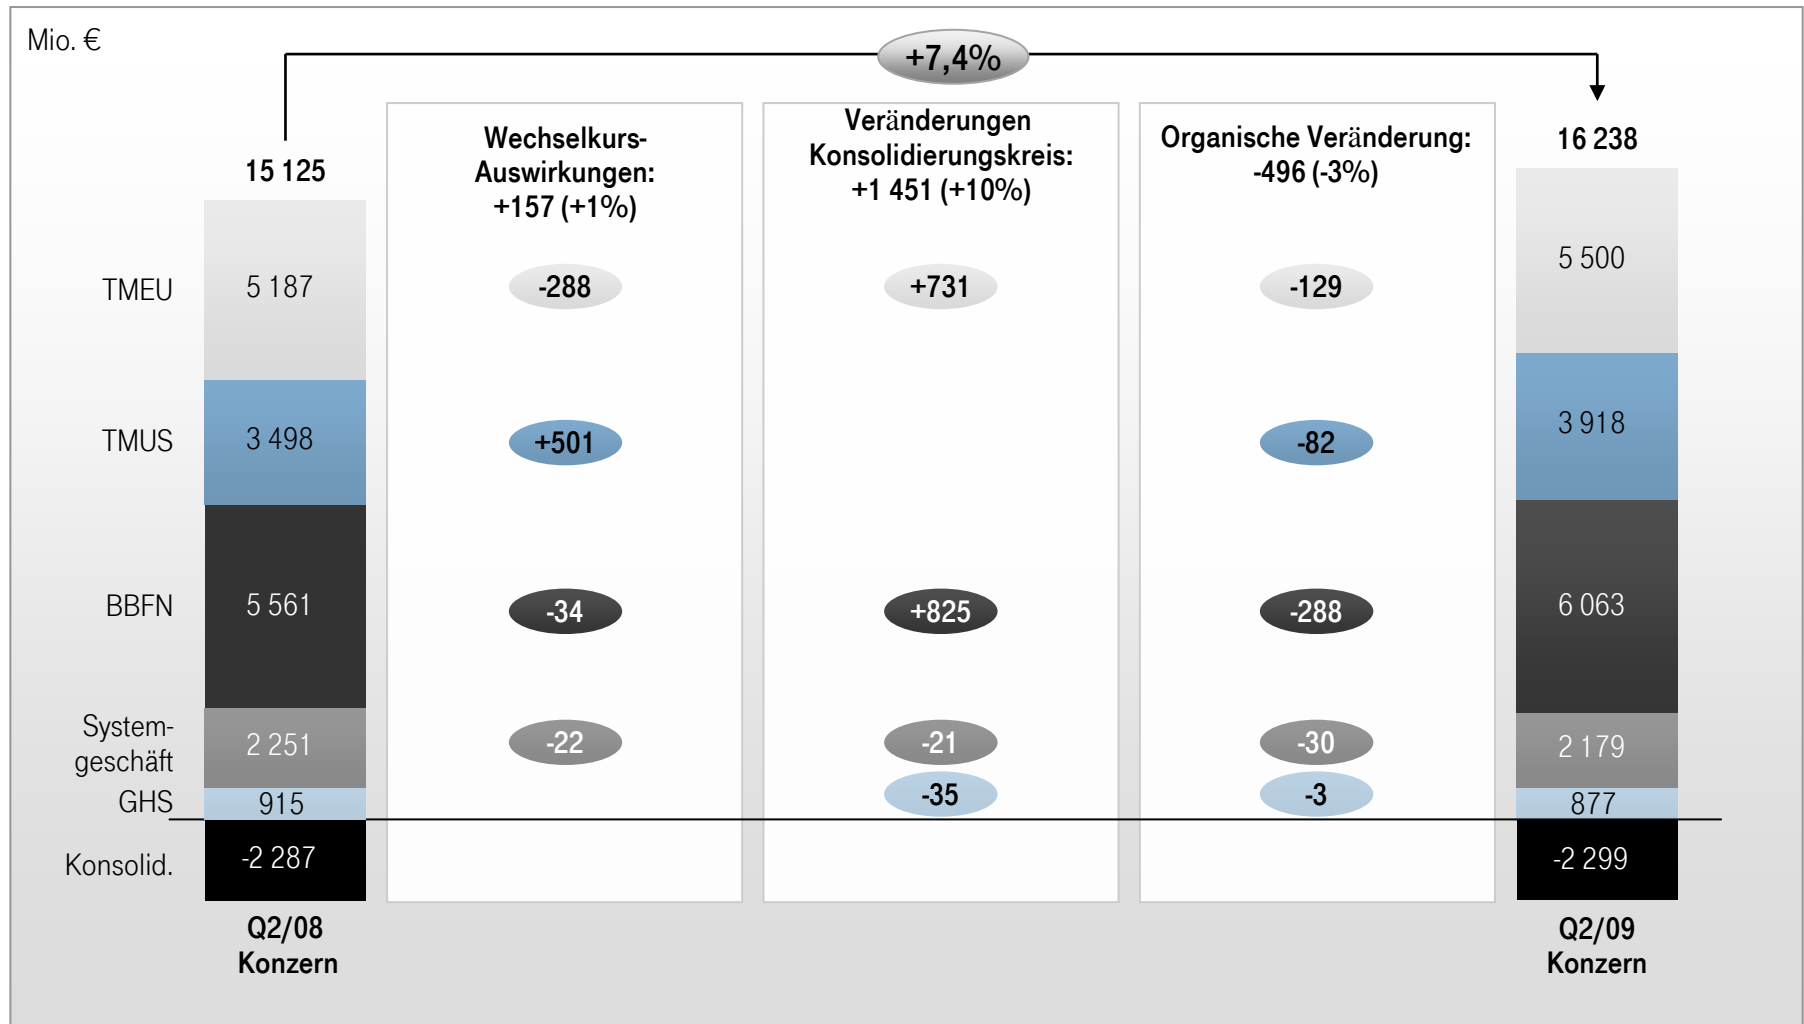 Mio. €
+7,4%
15 125
Wechselkurs-
Auswirkungen:
+157 (+1%)
Veränderungen
Konsolidierungskreis:
+1 451 (+10%)
Organische Veränderung:
-496 (-3%)
16 238
TMEU
5 187
-288
+731
-129
5 500
TMUS
3 498
+501
-82
3 918
BBFN
5 561
-34
+825
-288
6 063
System-
geschäft
2 251
-22
-21
-30
2 179
GHS
915
-35
-3
877
Konsolid.
-2 287
-2 299
Q2/08
Konzern
Q2/09
Konzern